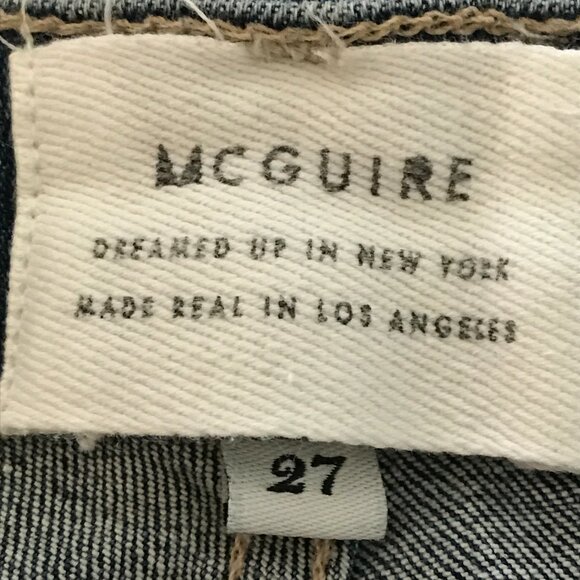 MCGUIRE
DREAMED UP IN NEW YORK
MADE REAL IN LOS ANGELES
27